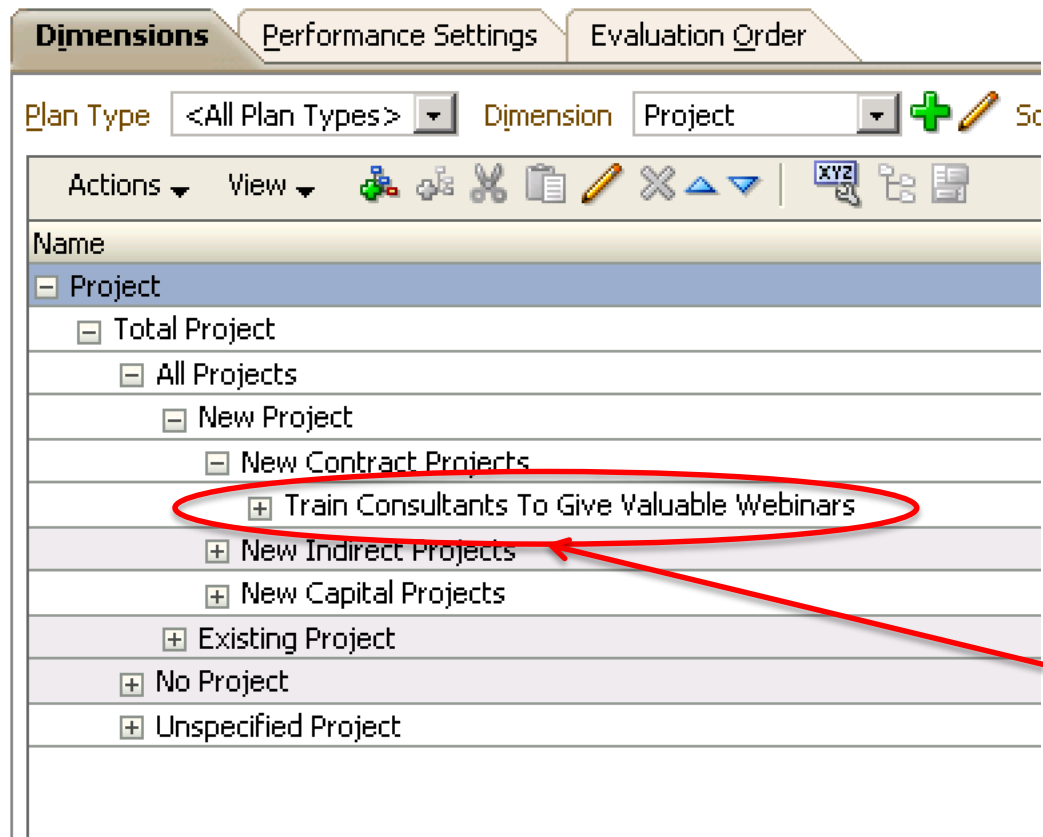 Dimensions Performance Settings Evaluation Order
Plan Type <All Plan Types> Dimension Project
Actions View XYZ
Name
Project
Total Project
All Projects
New Project
New Contract Projects
Train Consultants To Give Valuable Webinars
New Indirect Projects
New Capital Projects
Existing Project
No Project
Unspecified Project